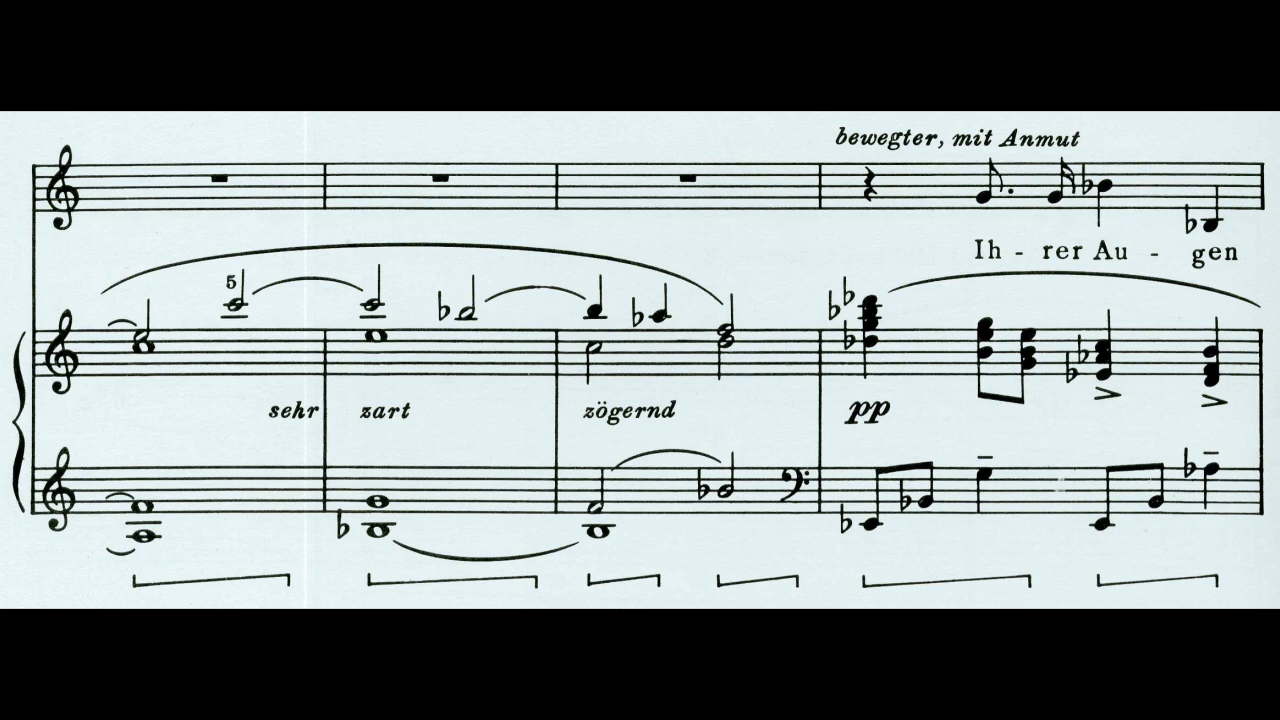 bewegter, mit Anmut
Ih - rer Au - gen
5
sehr zart zögernd pp